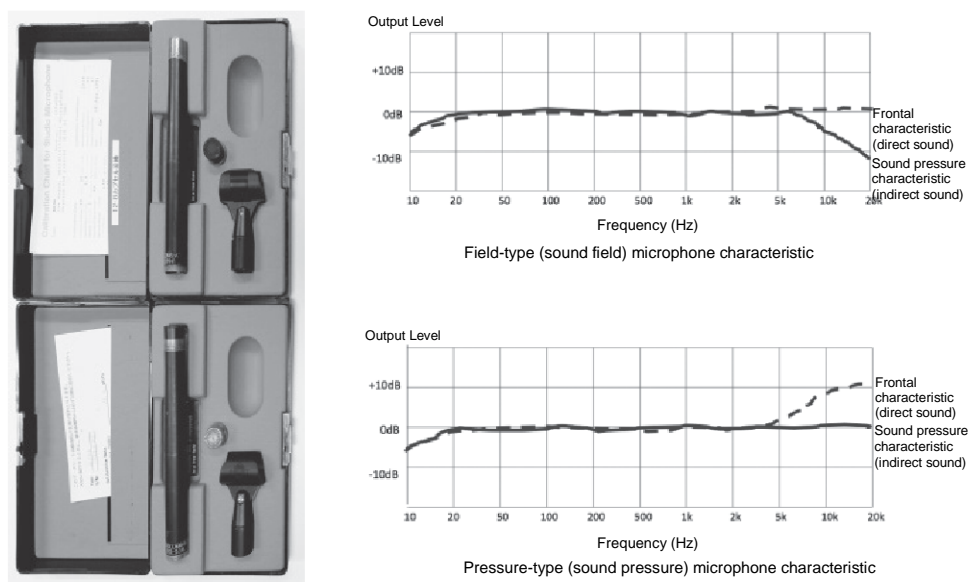 Output Level
+10dB
0dB
-10dB
10 20 50 100 200 500 1k 2k 5k 10k 20k
Frequency (Hz)
Frontal
characteristic
(direct sound)
Sound pressure
characteristic
(indirect sound)
Field-type (sound field) microphone characteristic
Output Level
+10dB
0dB
-10dB
10 20 50 100 200 500 1k 2k 5k 10k 20k
Frequency (Hz)
Frontal
characteristic
(direct sound)
Sound pressure
characteristic
(indirect sound)
Pressure-type (sound pressure) microphone characteristic